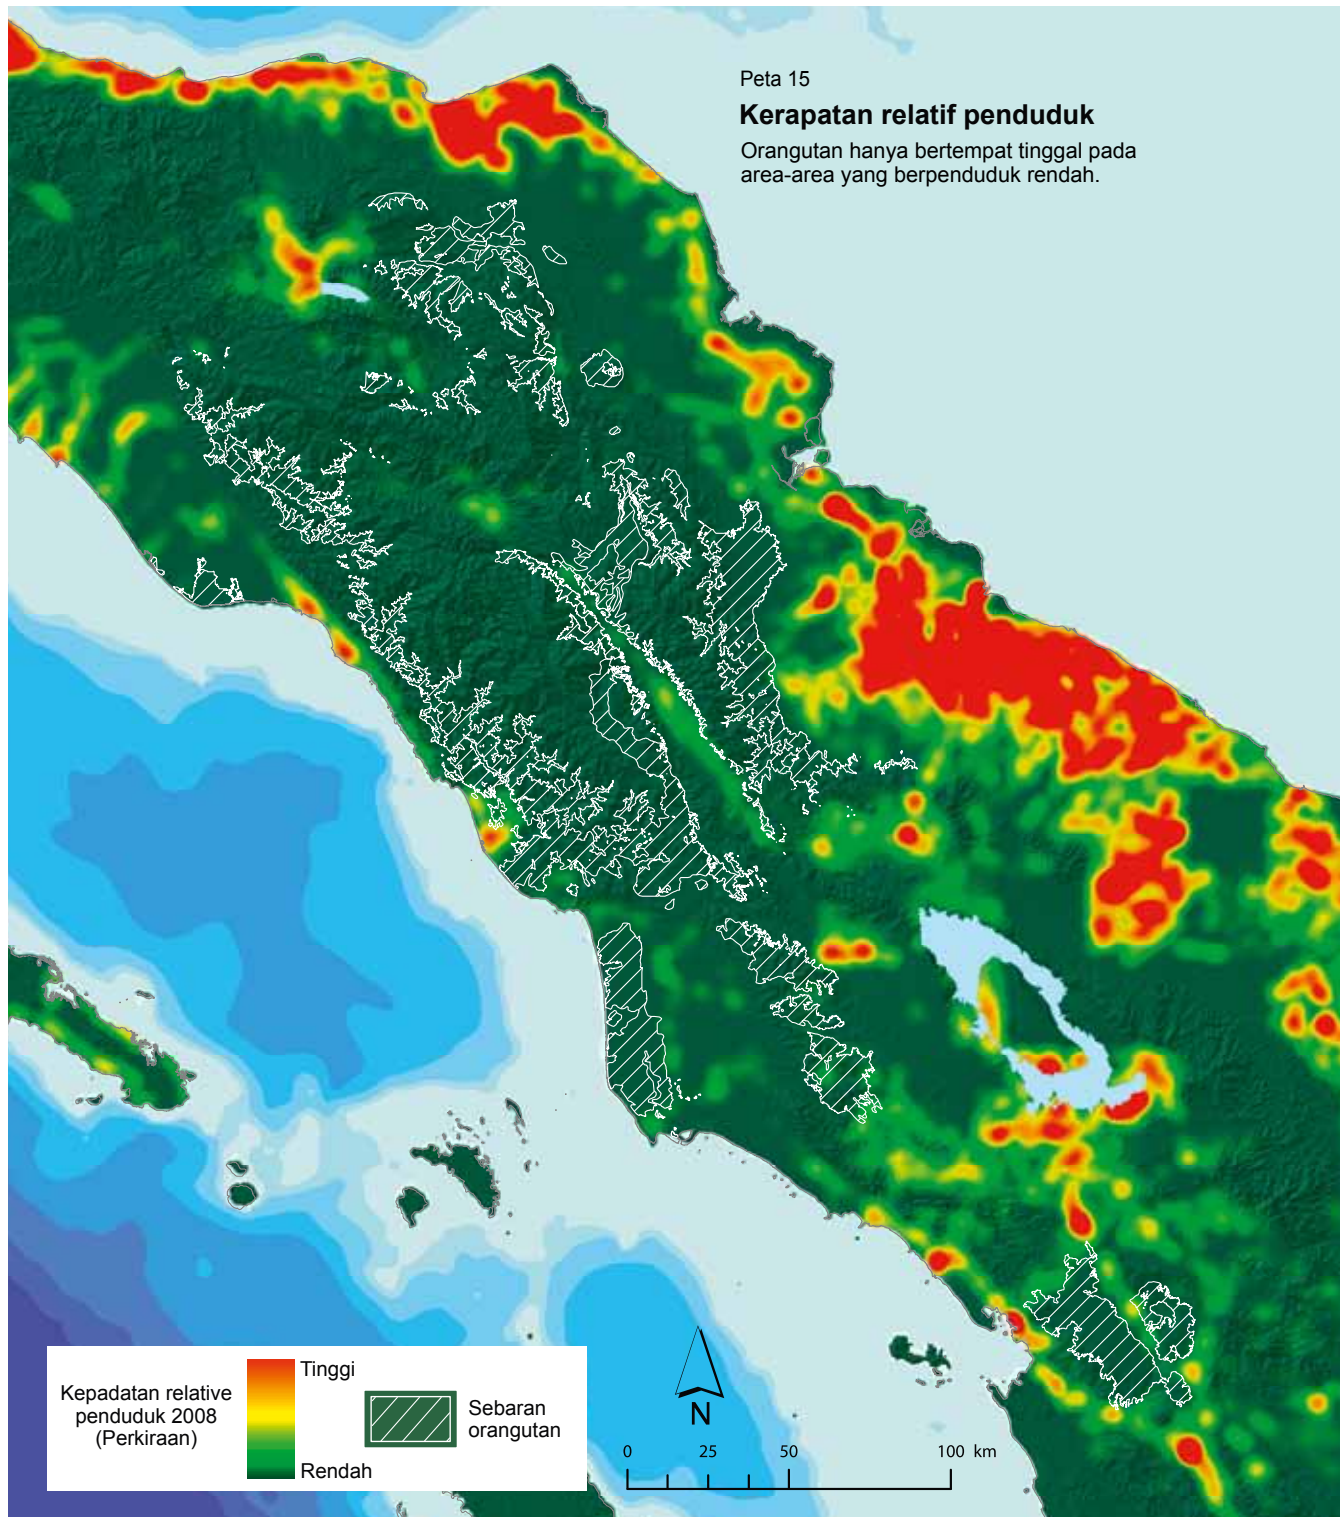 Peta 15
Kerapatan relatif penduduk
Orangutan hanya bertempat tinggal pada
area-area yang berpenduduk rendah.
Kepadatan relative
penduduk 2008
(Perkiraan)
Tinggi
Rendah
Sebaran
orangutan
N
0 25 50 100 km